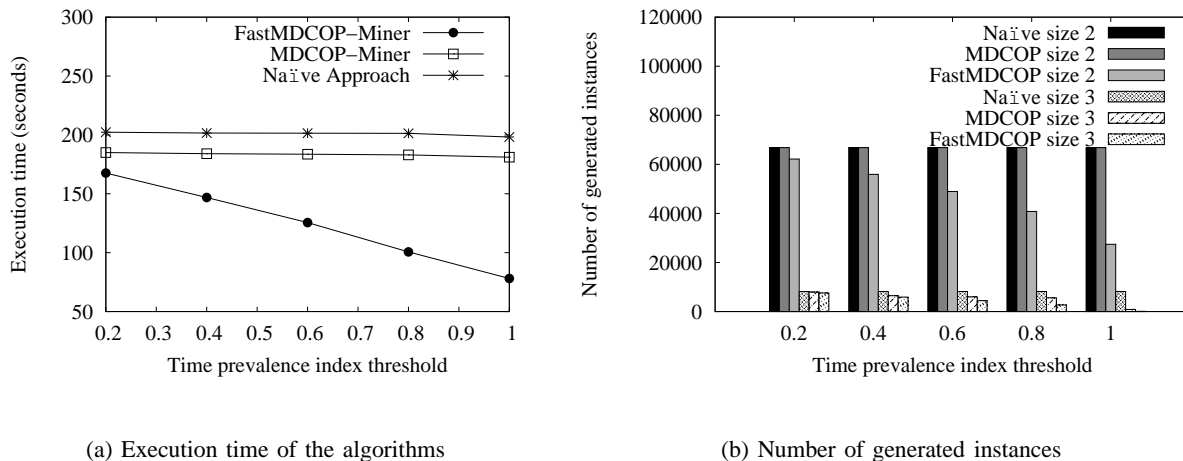 300
250
200
150
100
50
0.2 0.3 0.4 0.5 0.6 0.7 0.8 0.9 1
Execution time (seconds)
Time prevalence index threshold
FastMDCOP−Miner
MDCOP−Miner
Naïve Approach
(a) Execution time of the algorithms
120000
100000
80000
60000
40000
20000
0
0.2 0.4 0.6 0.8 1
Number of generated instances
Time prevalence index threshold
Naïve size 2
MDCOP size 2
FastMDCOP size 2
Naïve size 3
MDCOP size 3
FastMDCOP size 3
(b) Number of generated instances